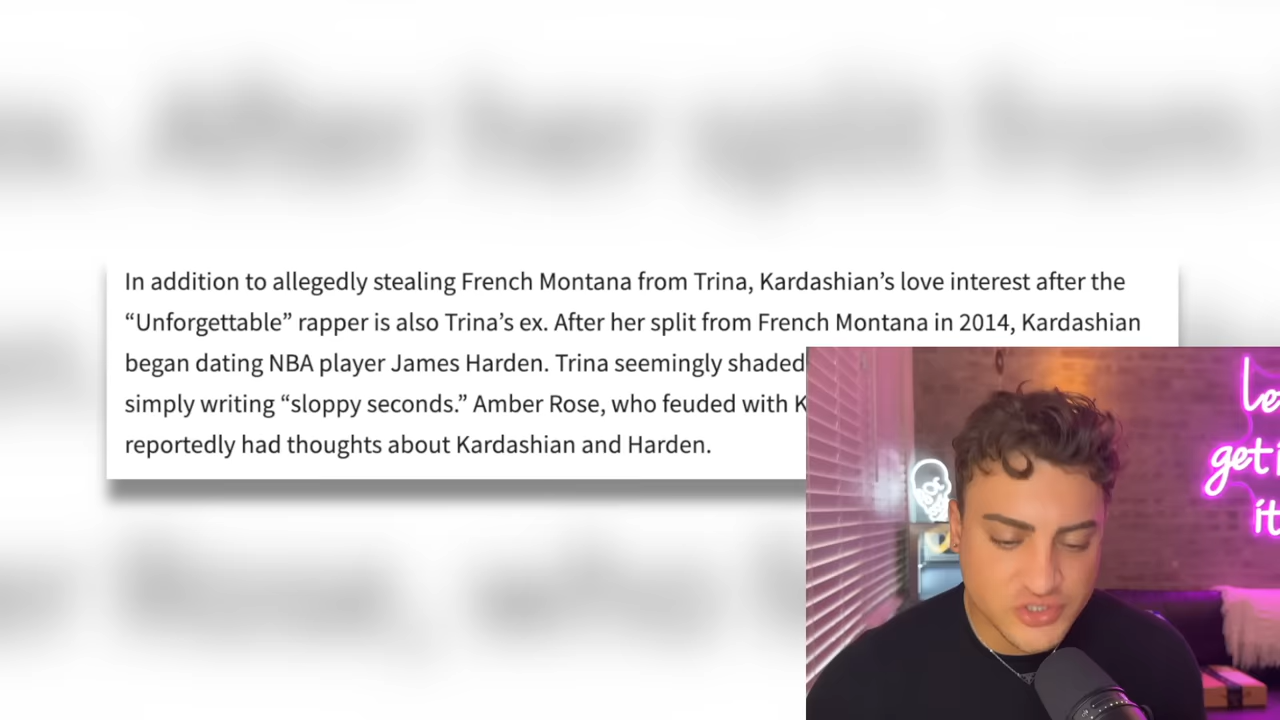 In addition to allegedly stealing French Montana from Trina, Kardashian’s love interest after the
“Unforgettable” rapper is also Trina’s ex. After her split from French Montana in 2014, Kardashian
began dating NBA player James Harden. Trina seemingly shaded
simply writing “sloppy seconds.” Amber Rose, who feuded with K
reportedly had thoughts about Kardashian and Harden.